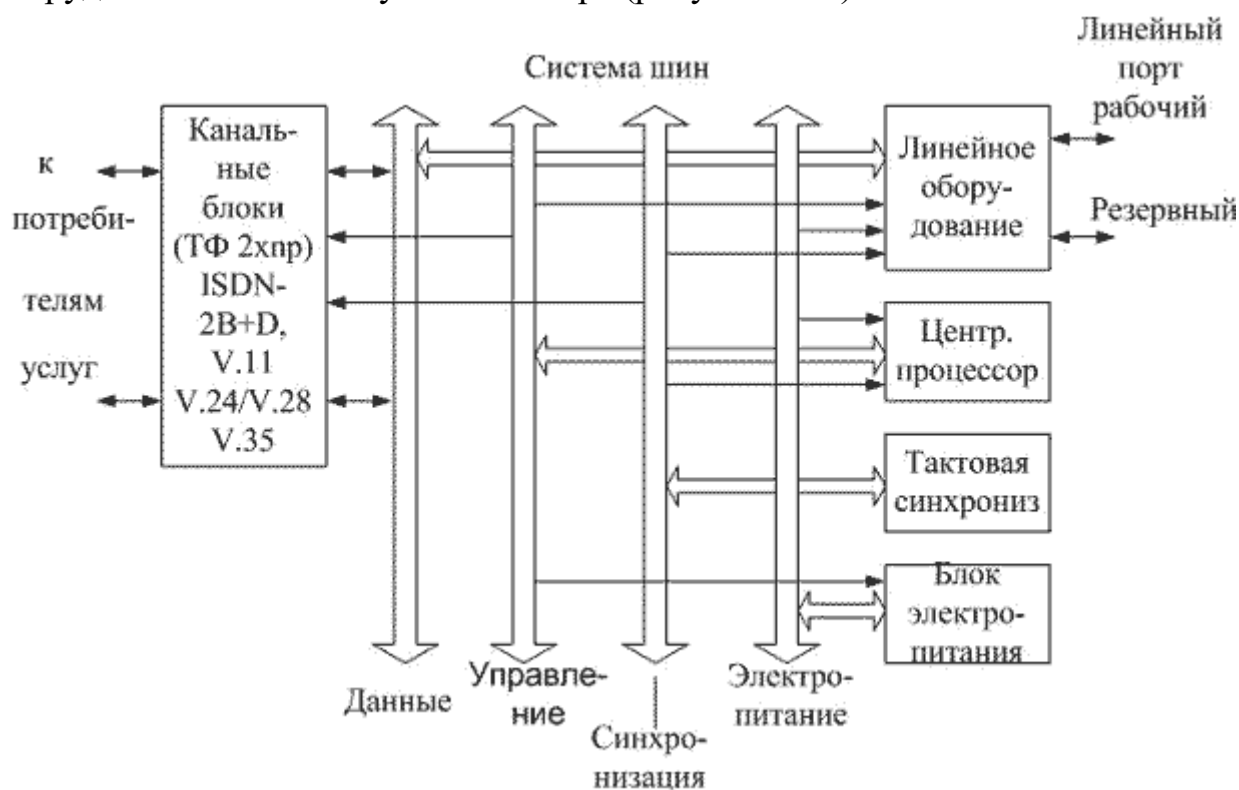 Система шин
Линейный
порт
рабочий
Резервный
к
потреби-
телям
услуг
Каналь-
ные
блоки
(ТФ 2хпр)
ISDN-
2B+D,
V.11
V.24/V.28
V.35
Линейное
обору-
дование
Центр.
процессор
Тактовая
синхрониз
Блок
электро-
питания
Данные
Управле-
ние
Синхро-
низация
Электро-
питание